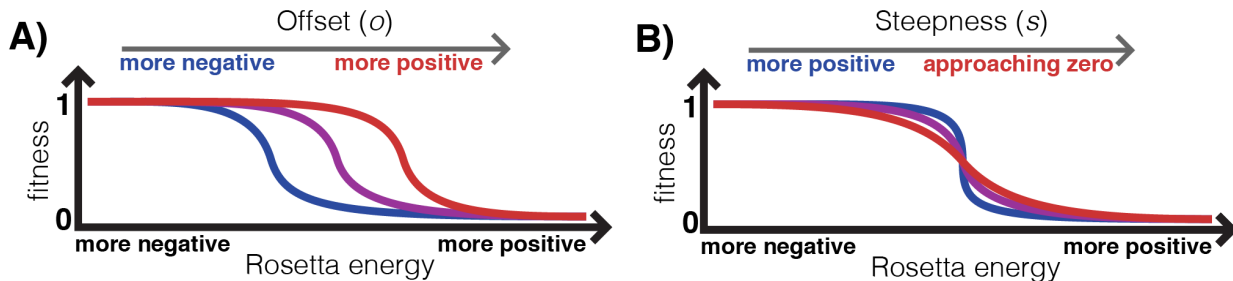 A)
Offset (o)
more negative more positive
1
fitness
0
more negative more positive
Rosetta energy
B)
Steepness (s)
more positive approaching zero
1
fitness
0
more negative more positive
Rosetta energy